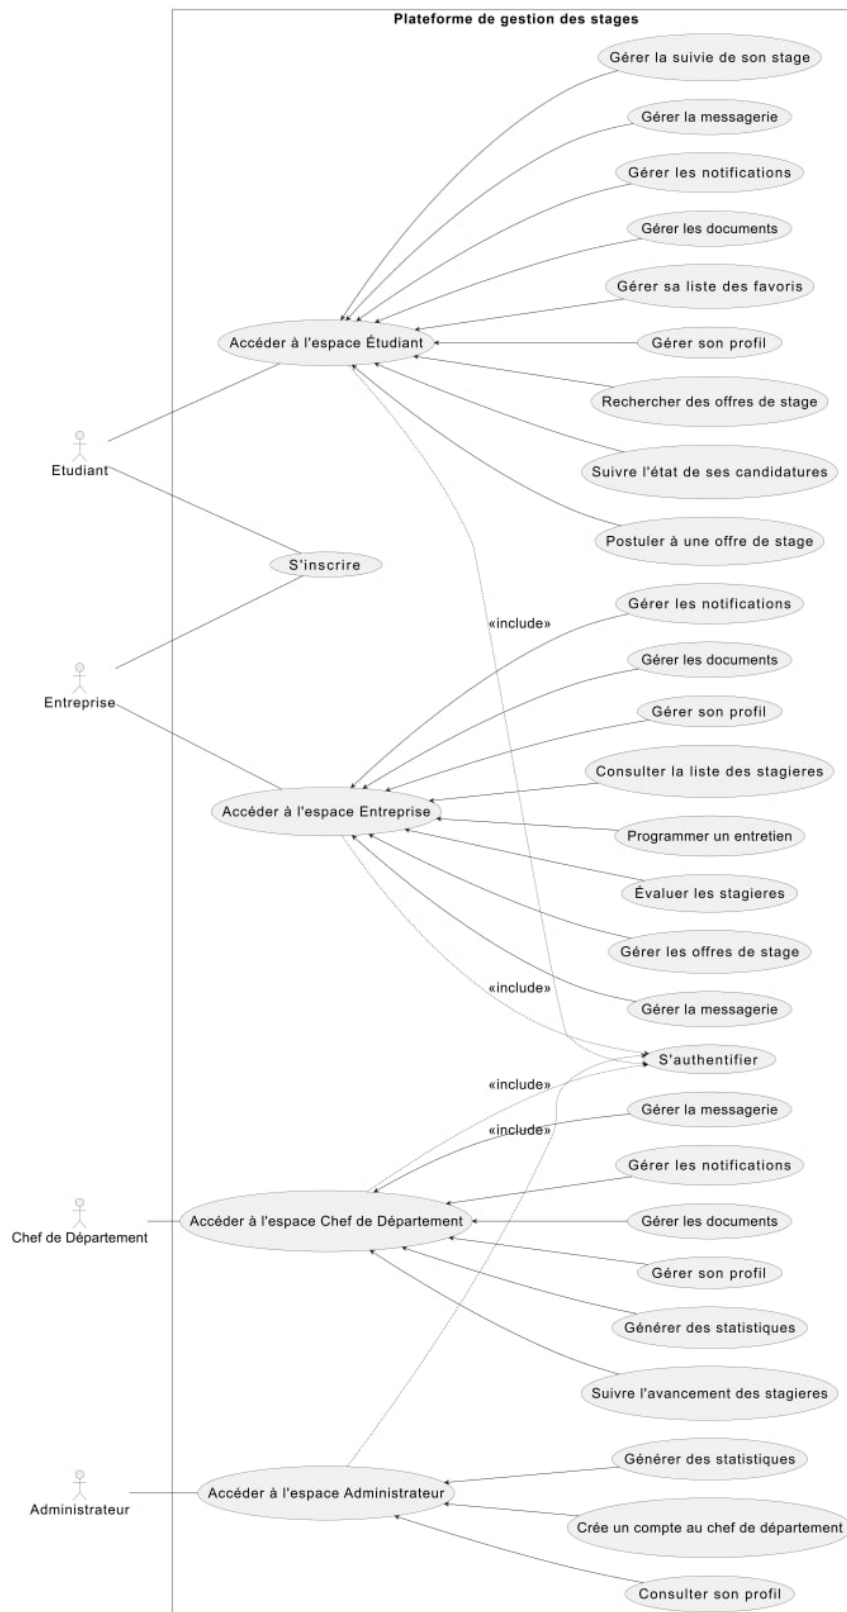 Plateforme de gestion des stages
Gérer la suivie de son stage
Gérer la messagerie
Gérer les notifications
Gérer les documents
Gérer sa liste des favoris
Accéder à l'espace Étudiant
Gérer son profil
Rechercher des offres de stage
Etudiant
Suivre l'état de ses candidatures
Postuler à une offre de stage
S'inscrire
Gérer les notifications
«include»
Gérer les documents
Entreprise
Gérer son profil
Consulter la liste des stagieres
Accéder à l'espace Entreprise
Programmer un entretien
Évaluer les stagieres
Gérer les offres de stage
«include»
Gérer la messagerie
S'authentifier
«include»
Gérer la messagerie
«include»
Gérer les notifications
Accéder à l'espace Chef de Département
Gérer les documents
Chef de Département
Gérer son profil
Générer des statistiques
Suivre l'avancement des stagieres
Générer des statistiques
Accéder à l'espace Administrateur
Administrateur
Crée un compte au chef de département
Consulter son profil